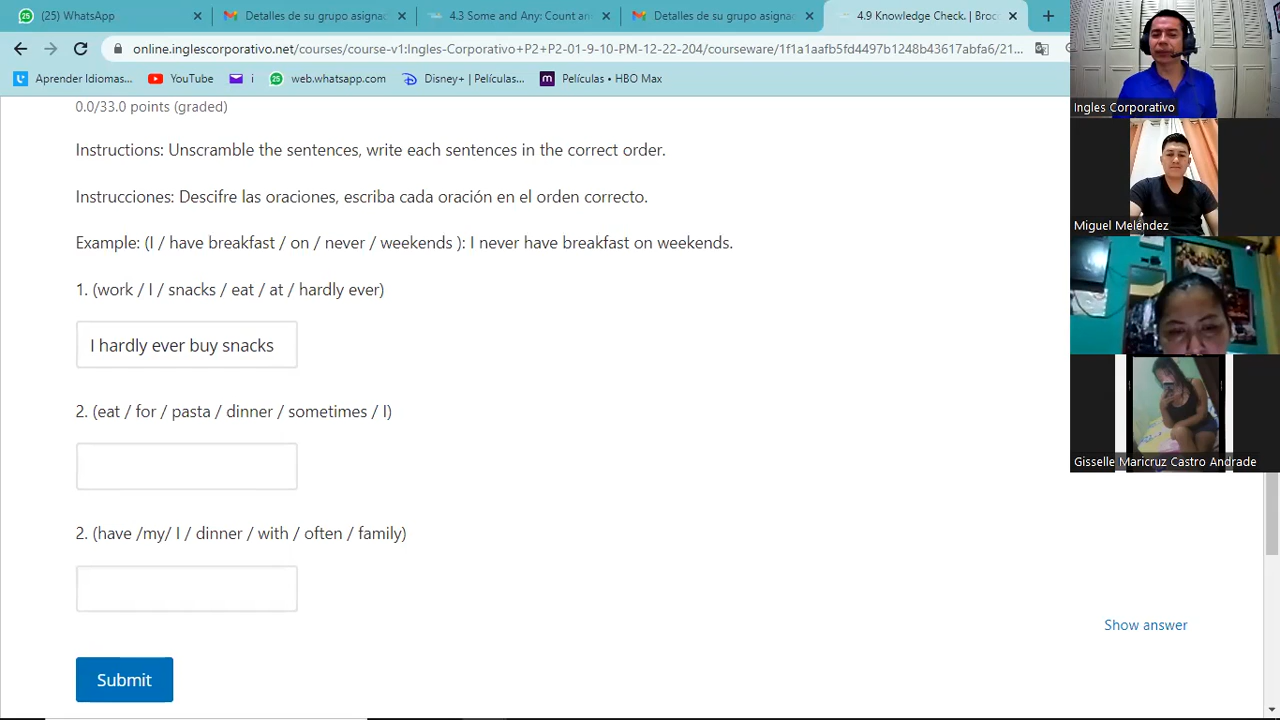 (25) WhatsApp
Detalles de su grupo asigna
and my: Count an
Detalles de su grupo asigna
4.9 Knowledge Check | Broc
online.inglescorporativo.net/courses/course-v1:Ingles-Corporativo+P2+P2-01-9-10-PM-12-22-204/courseware/
Aprender Idiomas...
YouTube
i
web.whatsapp.com
Disney+ | Películas...
Películas • HBO Max
0.0/33.0 points (graded)
Instructions: Unscramble the sentences, write each sentences in the correct order.
Instrucciones: Descifre las oraciones, escriba cada oración en el orden correcto.
Example: (I / have breakfast / on / never / weekends ): I never have breakfast on weekends.
1. (work / I / snacks / eat / at / hardly ever)
I hardly ever buy snacks
2. (eat / for / pasta / dinner / sometimes / I)
2. (have /my/ I / dinner / with / often / family)
Show answer
Submit
Ingles Corporativo
Miguel Meléndez
Gisselle Maricruz Castro Andrade